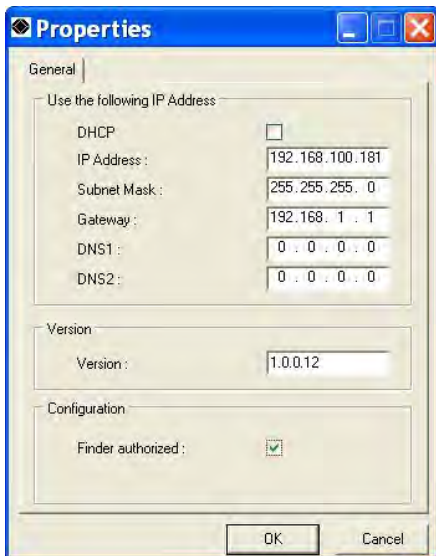 Properties
General
Use the following IP Address
DHCP
IP Address : 192.168.100.181
Subnet Mask : 255.255.255. 0
Gateway : 192.168. 1 . 1
DNS1 : 0 . 0 . 0 . 0
DNS2 : 0 . 0 . 0 . 0
Version
Version : 1.0.0.12
Configuration
Finder authorized :
OK Cancel